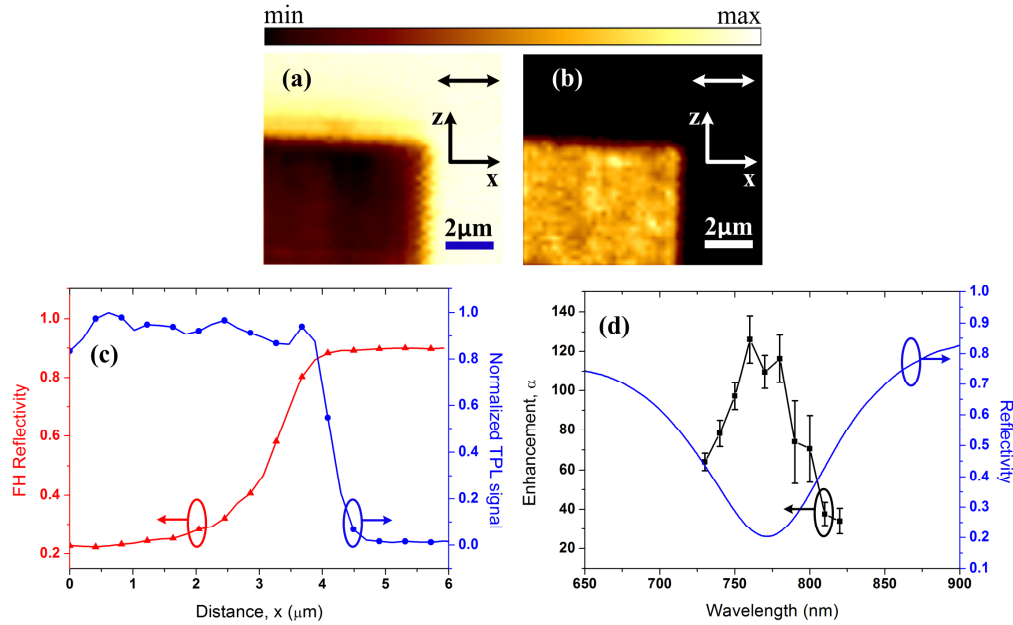 min max
(a) z x 2μm
(b) z x 2μm
(c)
FH Reflectivity
1.0
0.8
0.6
0.4
0.2
0 1 2 3 4 5 6
Distance, x (μm)
1.0
0.8
0.6
0.4
0.2
0.0
Normalized TPL signal
(d)
Enhancement, α
140
120
100
80
60
40
20
650 700 750 800 850 900
Wavelength (nm)
1.0
0.9
0.8
0.7
0.6
0.5
0.4
0.3
0.2
0.1
Reflectivity